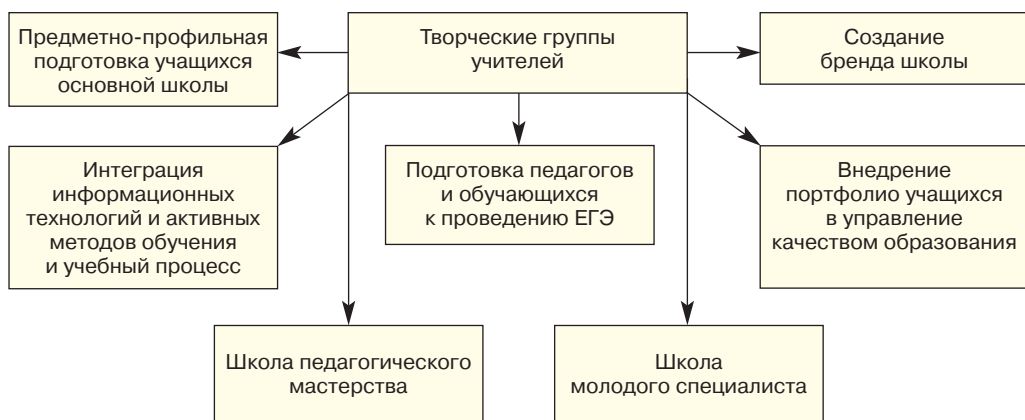 Предметно-профильная
подготовка учащихся
основной школы
Творческие группы
учителей
Создание
бренда школы
Интеграция
информационных
технологий и активных
методов обучения
и учебный процесс
Подготовка педагогов
и обучающихся
к проведению ЕГЭ
Внедрение
портфолио учащихся
в управление
качеством образования
Школа педагогического
мастерства
Школа
молодого специалиста